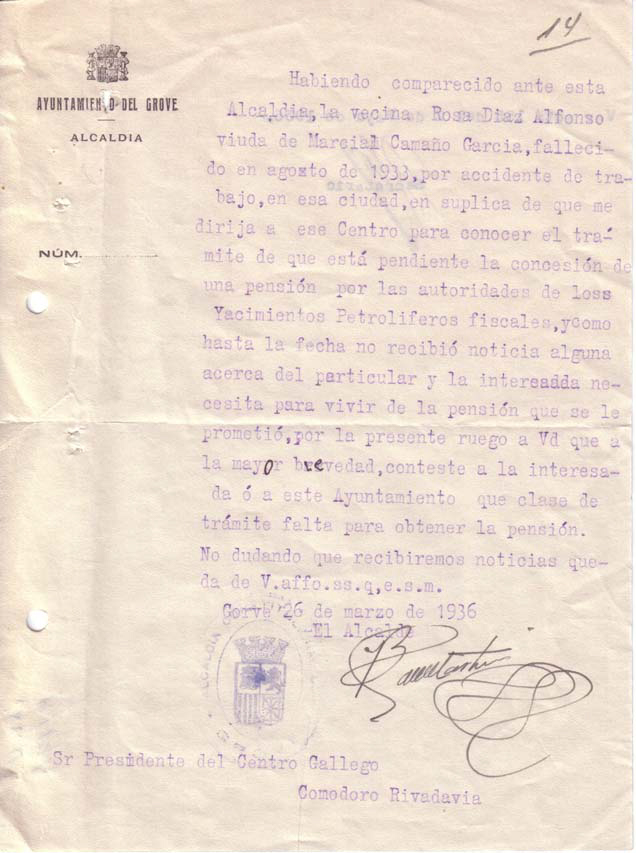 14
AYUNTAMIENTO DEL GROVE
ALCALDIA
NÚM.
Habiendo comparecido ante esta
Alcaldia,la vecina Rosa Diaz Alfonso
viuda de Marcial Camaño Garcia,falleci-
do en agosto de 1933,por accidente de tra-
bajo,en esa ciudad,en suplica de que me
dirija a ese Centro para conocer el trá-
mite de que está pendiente la concesión de
una pensión por las autoridades de loss
Yacimientos Petroliferos fiscales,ycomo
hasta la fecha no recibió noticia alguna
acerca del particular y la intereadda ne-
cesita para vivir de la pensión que se le
prometió,por la presente ruego a Vd que a
la mayor brevedad,conteste a la interesa-
da ó a este Ayuntamiento que clase de
trámite falta para obtener la pensión.
No dudando que recibiremos noticias que-
da de V.affo.ss.q,e.s.m.
Gorve 26 de marzo de 1936
El Alcalde
ALCALDIA
Sr Presidente del Centro Gallego
Comodoro Rivadavia